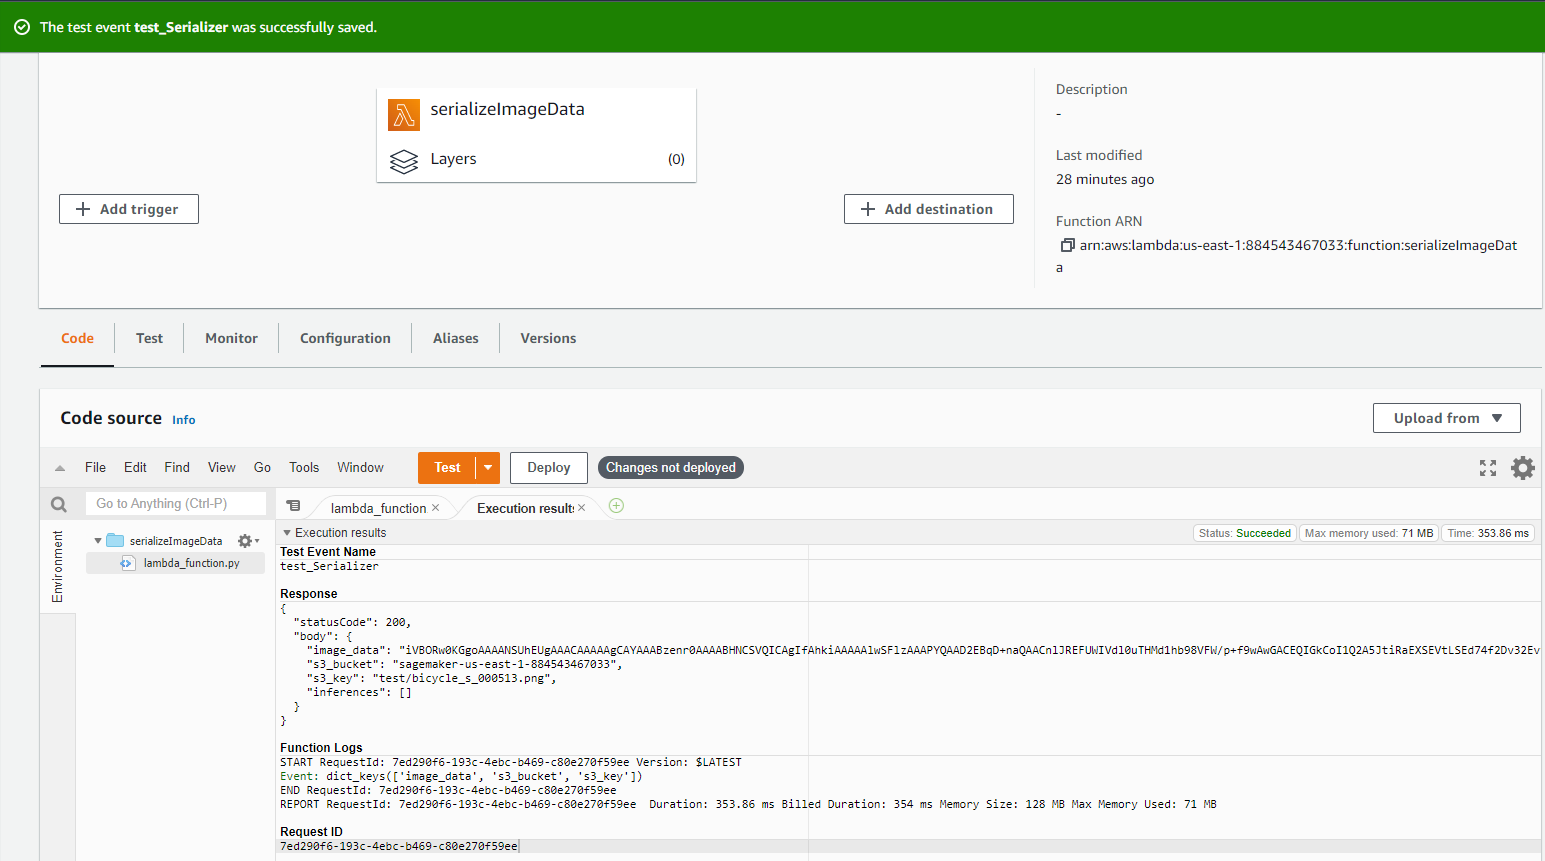 The test event test_Serializer was successfully saved.
serializeImageData
Layers (0)
Add trigger
Add destination
Description
-
Last modified
28 minutes ago
Function ARN
arn:aws:lambda:us-east-1:884543467033:function:serializeImageDat
a
Code Test Monitor Configuration Aliases Versions
Code source Info
Upload from
File Edit Find View Go Tools Window Test Deploy Changes not deployed
Go to Anything (Ctrl-P)
lambda_function × Execution results ×
Environment
serializeImageData
lambda_function.py
Execution results
Status: Succeeded Max memory used: 71 MB Time: 353.86 ms
Test Event Name
test_Serializer
Response
{
"statusCode": 200,
"body": {
"image_data": "iVBORw0KGgoAAAANSUhEUgAAACAAAAAgCAYAAABzenr0AAAABHNCSVQICAgIfAhkiAAAAAlwSFlzAAAPYQAAD2EBqD+naQAACnlJREFUWIVdl0uTHMd1hb98VFW/p+f9wAwGACEQIGkCoI1Q2A5JtiRaEXSEVtLSEd74f2Dv32Ev
"s3_bucket": "sagemaker-us-east-1-884543467033",
"s3_key": "test/bicycle_s_000513.png",
"inferences": []
}
}
Function Logs
START RequestId: 7ed290f6-193c-4ebc-b469-c80e270f59ee Version: $LATEST
Event: dict_keys(['image_data', 's3_bucket', 's3_key'])
END RequestId: 7ed290f6-193c-4ebc-b469-c80e270f59ee
REPORT RequestId: 7ed290f6-193c-4ebc-b469-c80e270f59ee Duration: 353.86 ms Billed Duration: 354 ms Memory Size: 128 MB Max Memory Used: 71 MB
Request ID
7ed290f6-193c-4ebc-b469-c80e270f59ee